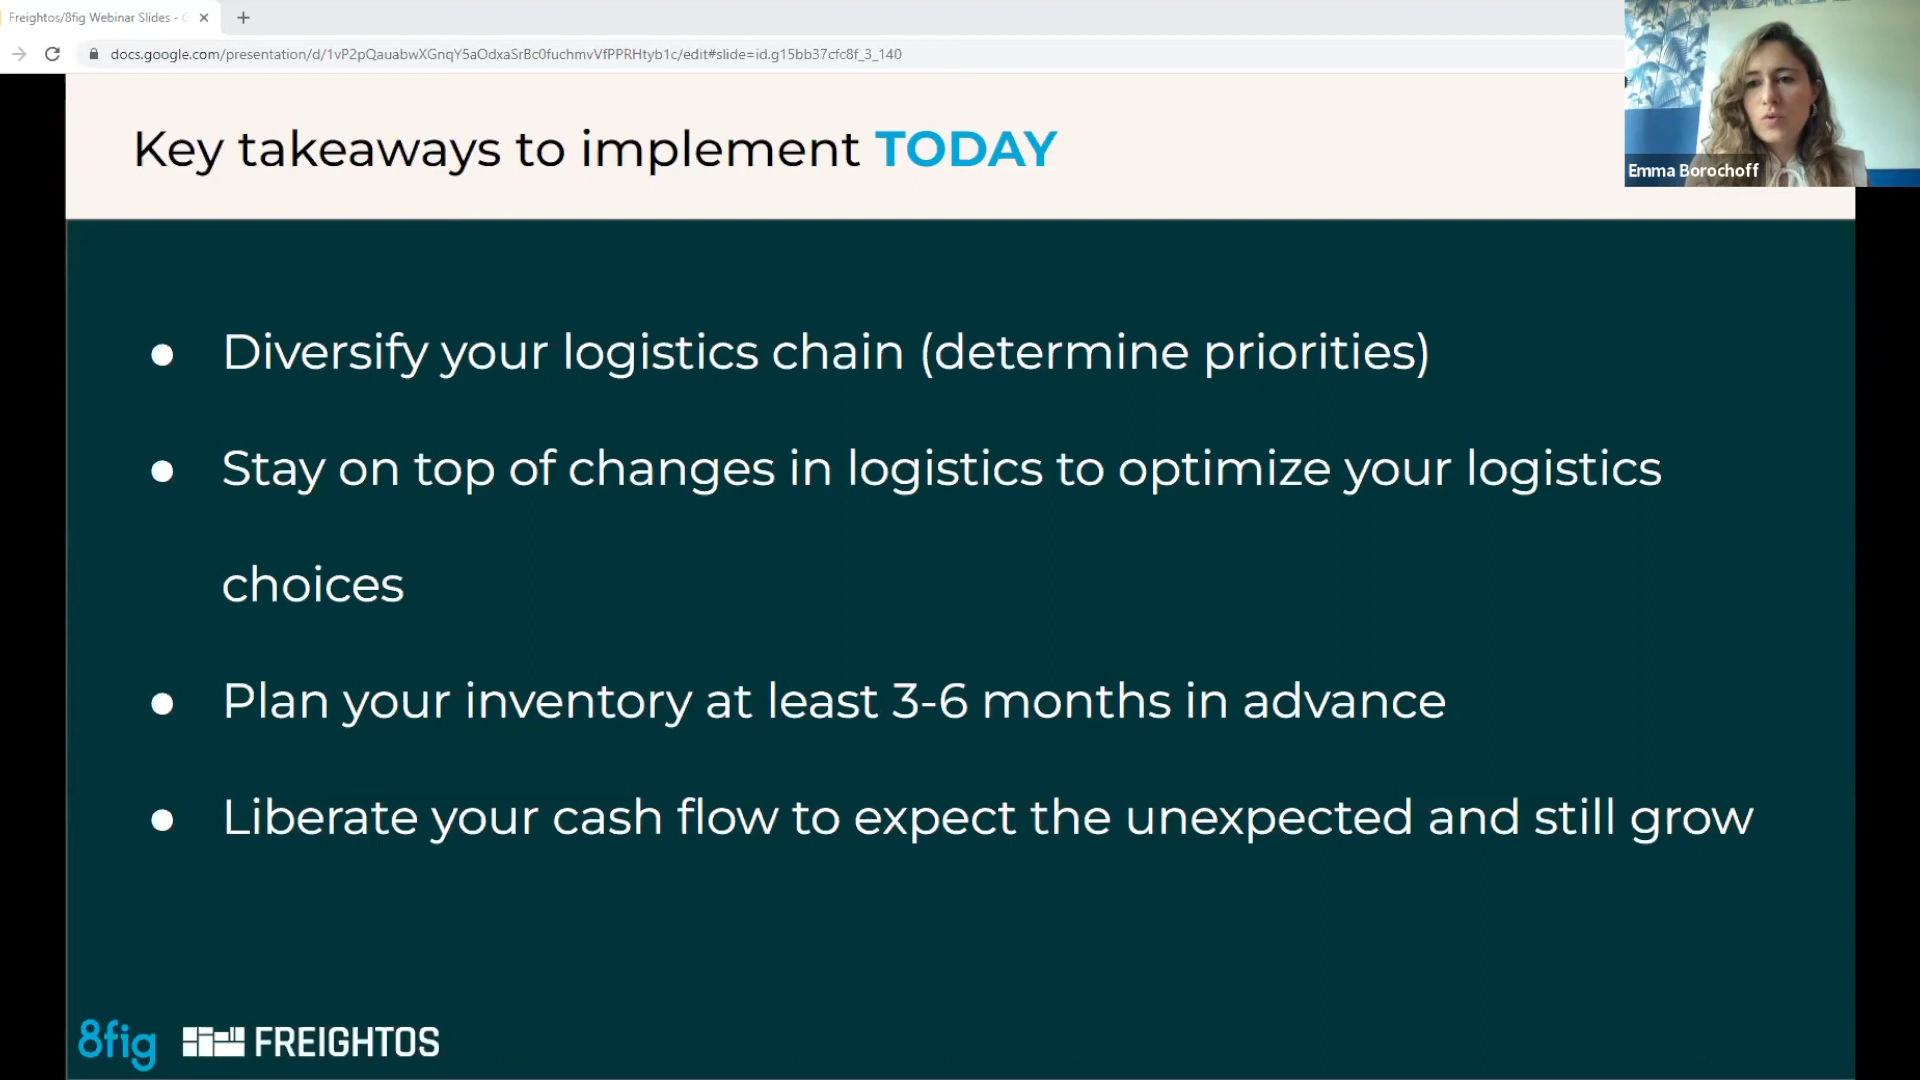 Freightos/8fig Webinar Slides -
docs.google.com/presentation/d/1vP2pQauabwXGnqY5aOdxaSrBc0fuchmvVfPPRHtyb1c/edit#slide=id.g15bb37cfc8f_3_140
Emma Borochoff
Key takeaways to implement TODAY
● Diversify your logistics chain (determine priorities)
● Stay on top of changes in logistics to optimize your logistics
choices
● Plan your inventory at least 3-6 months in advance
● Liberate your cash flow to expect the unexpected and still grow
8fig FREIGHTOS